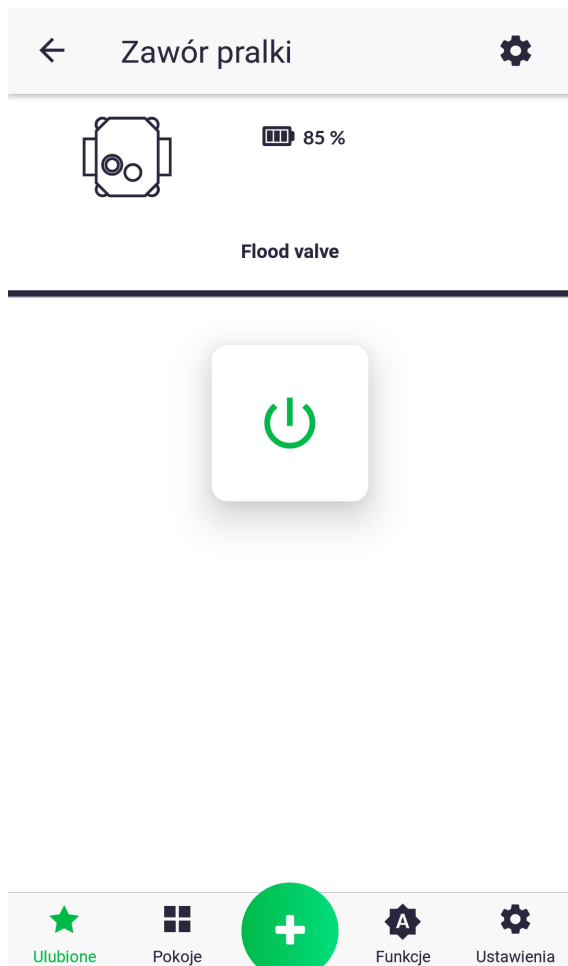 Zawór pralki
85 %
Flood valve
A
Ulubione
Pokoje
Funkcje
Ustawienia